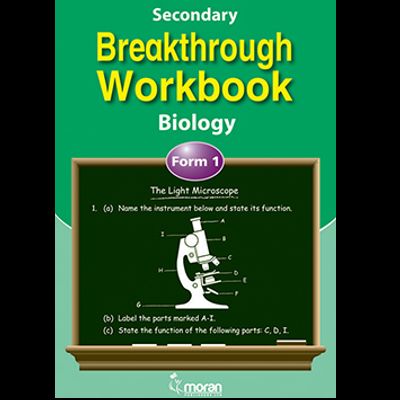 Secondary
Breakthrough
Workbook
Biology
Form 1
The Light Microscope
1. (a) Name the instrument below and state its function.
A
I
B
H
C
D
E
F
G
(b) Label the parts marked A-I.
(c) State the function of the following parts: C, D, I.
moran